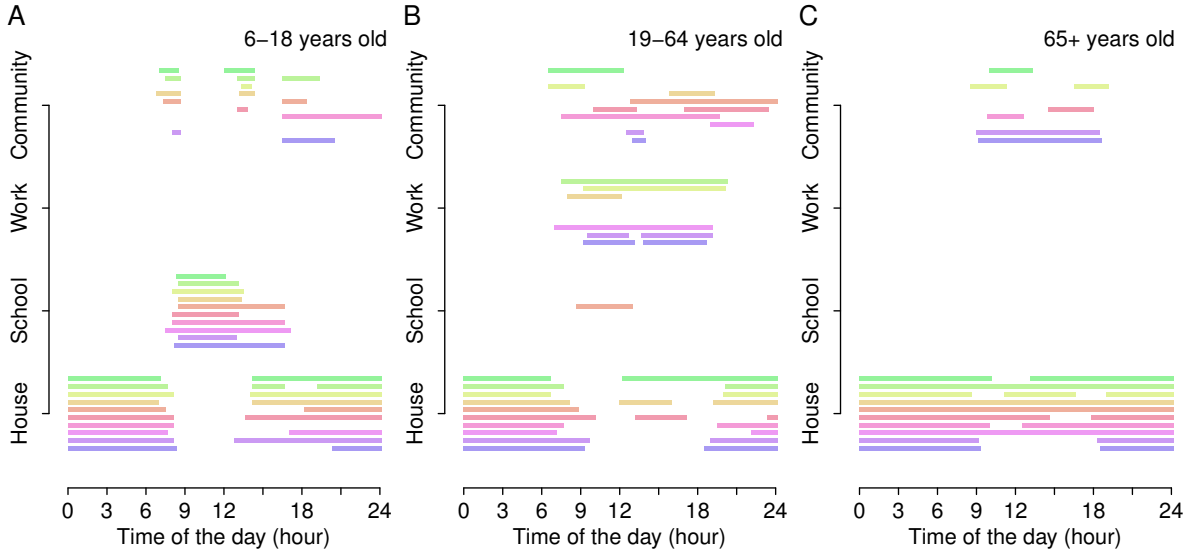 A
6−18 years old
Community
Work
School
House
0 3 6 9 12 18 24
Time of the day (hour)
B
19−64 years old
Community
Work
School
House
0 3 6 9 12 18 24
Time of the day (hour)
C
65+ years old
Community
Work
School
House
0 3 6 9 12 18 24
Time of the day (hour)